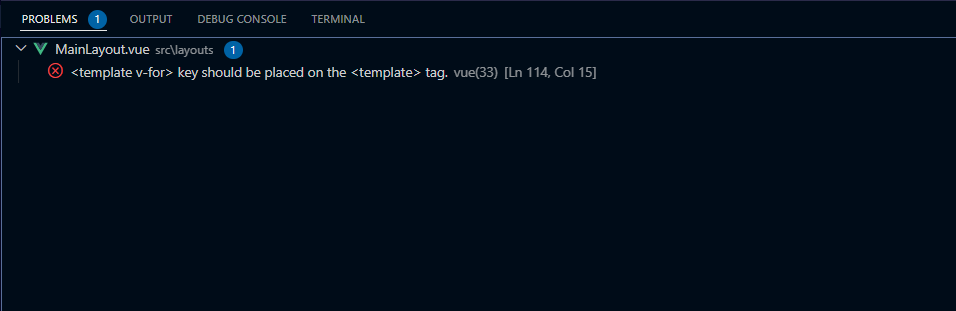 PROBLEMS 1 OUTPUT DEBUG CONSOLE TERMINAL
MainLayout.vue src\layouts 1
<template v-for> key should be placed on the <template> tag. vue(33) [Ln 114, Col 15]